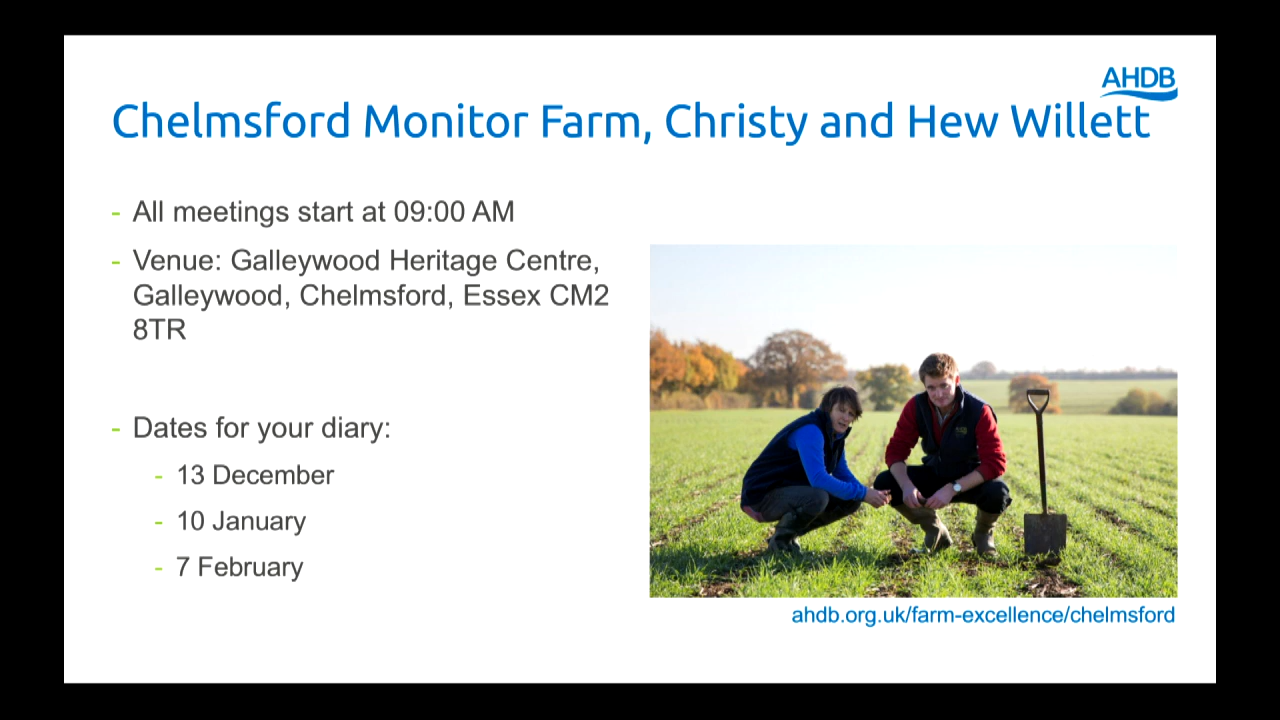 AHDB
Chelmsford Monitor Farm, Christy and Hew Willett
- All meetings start at 09:00 AM
- Venue: Galleywood Heritage Centre,
Galleywood, Chelmsford, Essex CM2
8TR
- Dates for your diary:
- 13 December
- 10 January
- 7 February
ahdb.org.uk/farm-excellence/chelmsford